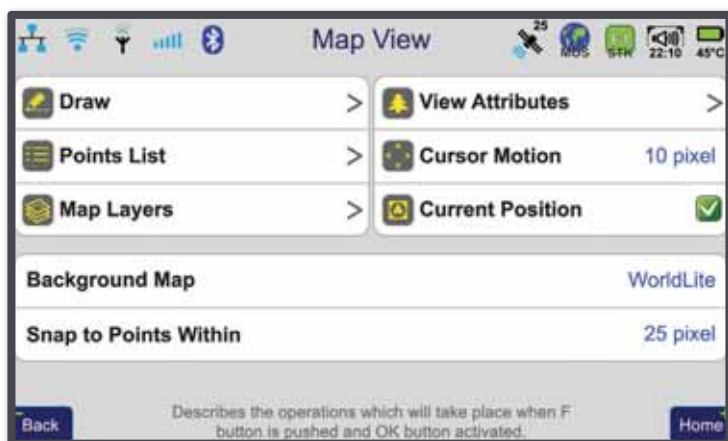 Map View
25
MDS
STK
22:10
45°C
Draw >
View Attributes >
Points List >
Cursor Motion 10 pixel
Map Layers >
Current Position
Background Map WorldLite
Snap to Points Within 25 pixel
Back
Describes the operations which will take place when F
button is pushed and OK button activated.
Home